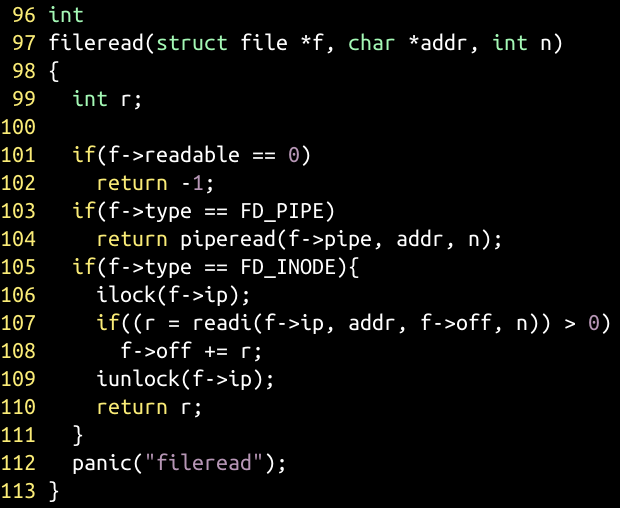 96 int
97 fileread(struct file *f, char *addr, int n)
98 {
99   int r;
100
101   if(f->readable == 0)
102     return -1;
103   if(f->type == FD_PIPE)
104     return piperead(f->pipe, addr, n);
105   if(f->type == FD_INODE){
106     ilock(f->ip);
107     if((r = readi(f->ip, addr, f->off, n)) > 0)
108       f->off += r;
109     iunlock(f->ip);
110     return r;
111   }
112   panic("fileread");
113 }